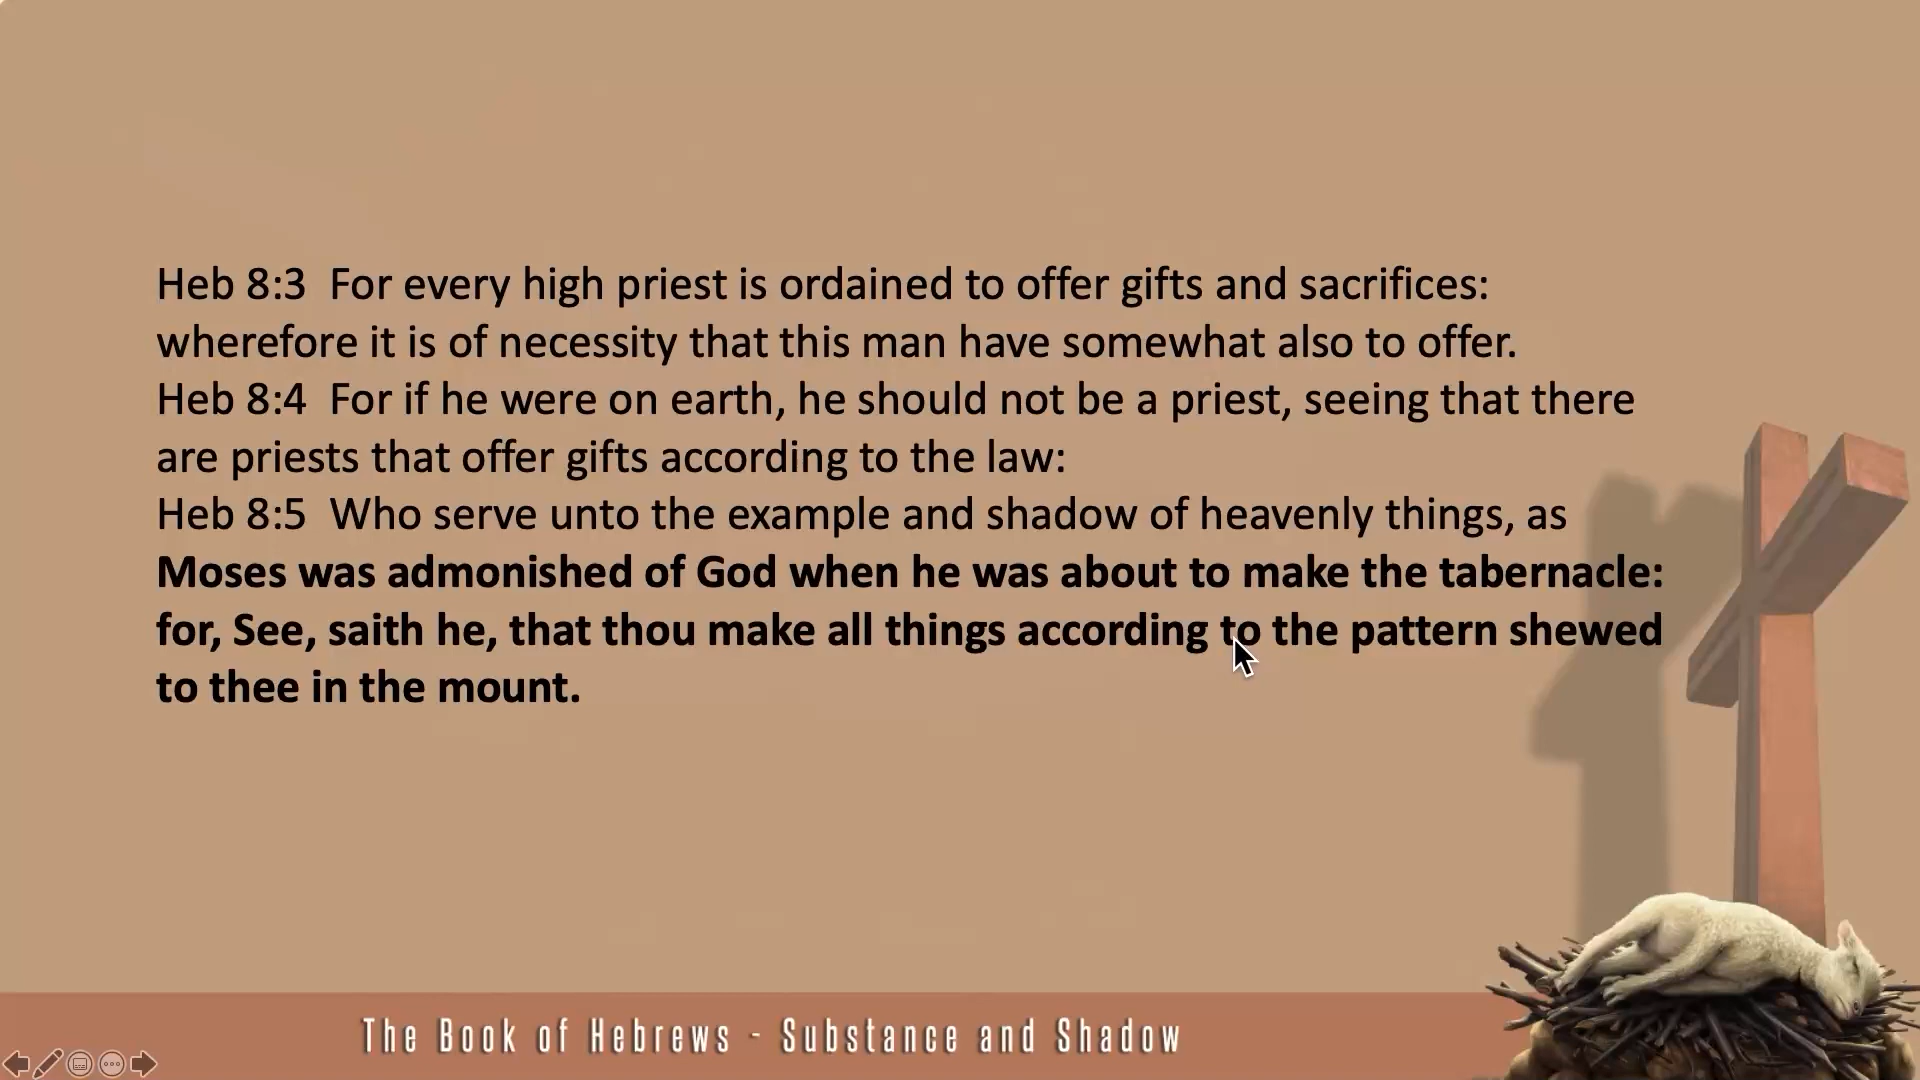 Heb 8:3  For every high priest is ordained to offer gifts and sacrifices:
wherefore it is of necessity that this man have somewhat also to offer.
Heb 8:4  For if he were on earth, he should not be a priest, seeing that there
are priests that offer gifts according to the law:
Heb 8:5  Who serve unto the example and shadow of heavenly things, as
Moses was admonished of God when he was about to make the tabernacle:
for, See, saith he, that thou make all things according to the pattern shewed
to thee in the mount.
The Book of Hebrews - Substance and Shadow